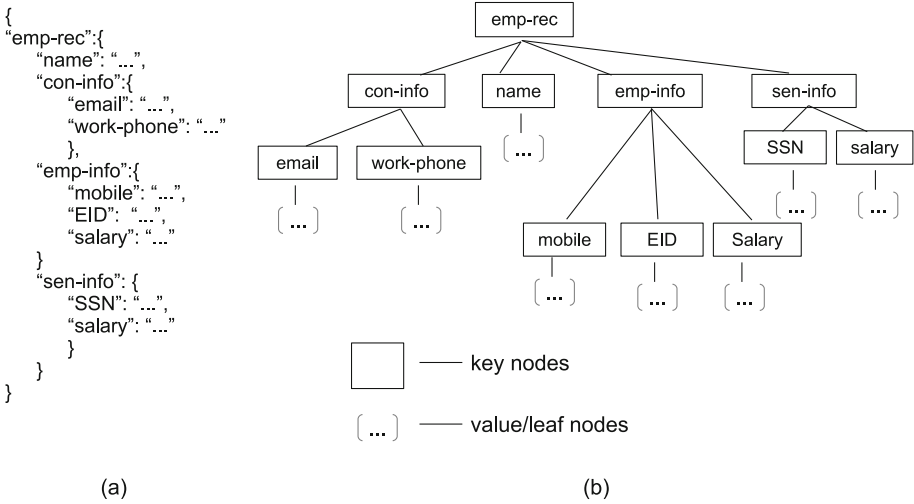 {
“emp-rec”:{
“name”: “...”,
“con-info”:{
“email”: “...”,
“work-phone”: “...”
},
“emp-info”:{
“mobile”: “...”,
“EID”: “...”,
“salary”: “...”
}
“sen-info”: {
“SSN”: “...”,
“salary”: “...”
}
}
}
(a)
emp-rec
con-info name emp-info sen-info
[...]
email work-phone SSN salary
[...] [...] [...] [...]
mobile EID Salary
[...] [...] [...]
key nodes
[...] value/leaf nodes
(b)